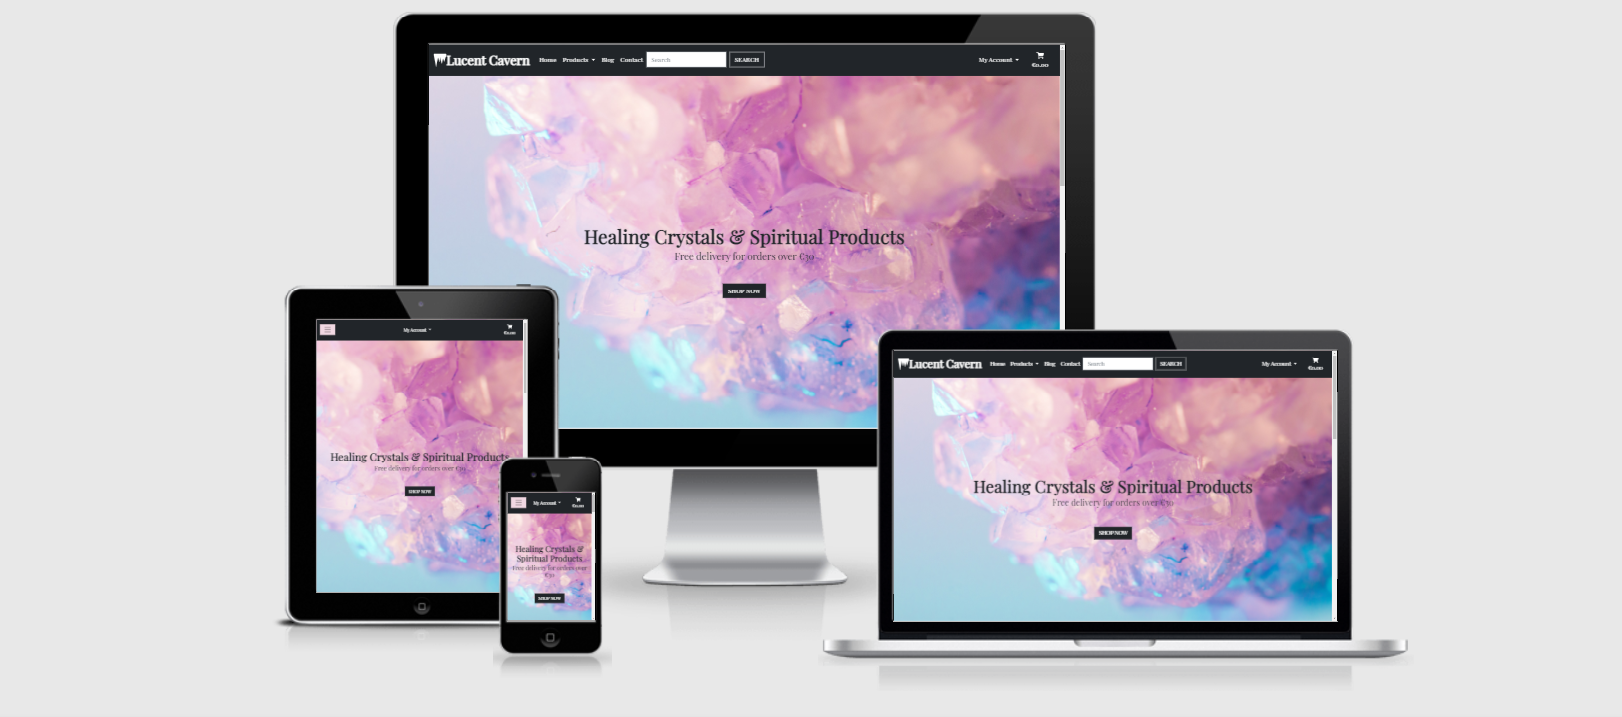 Lucent Cavern Home Products Blog Contact Search SEARCH My Account €0.00
Healing Crystals & Spiritual Products
Free delivery for orders over €30
SHOP NOW
My Account €0.00
Healing Crystals & Spiritual Products
Free delivery for orders over €30
SHOP NOW
My Account €0.00
Healing Crystals &
Spiritual Products
Free delivery for orders over
€30
SHOP NOW
Lucent Cavern Home Products Blog Contact Search SEARCH My Account €0.00
Healing Crystals & Spiritual Products
Free delivery for orders over €30
SHOP NOW